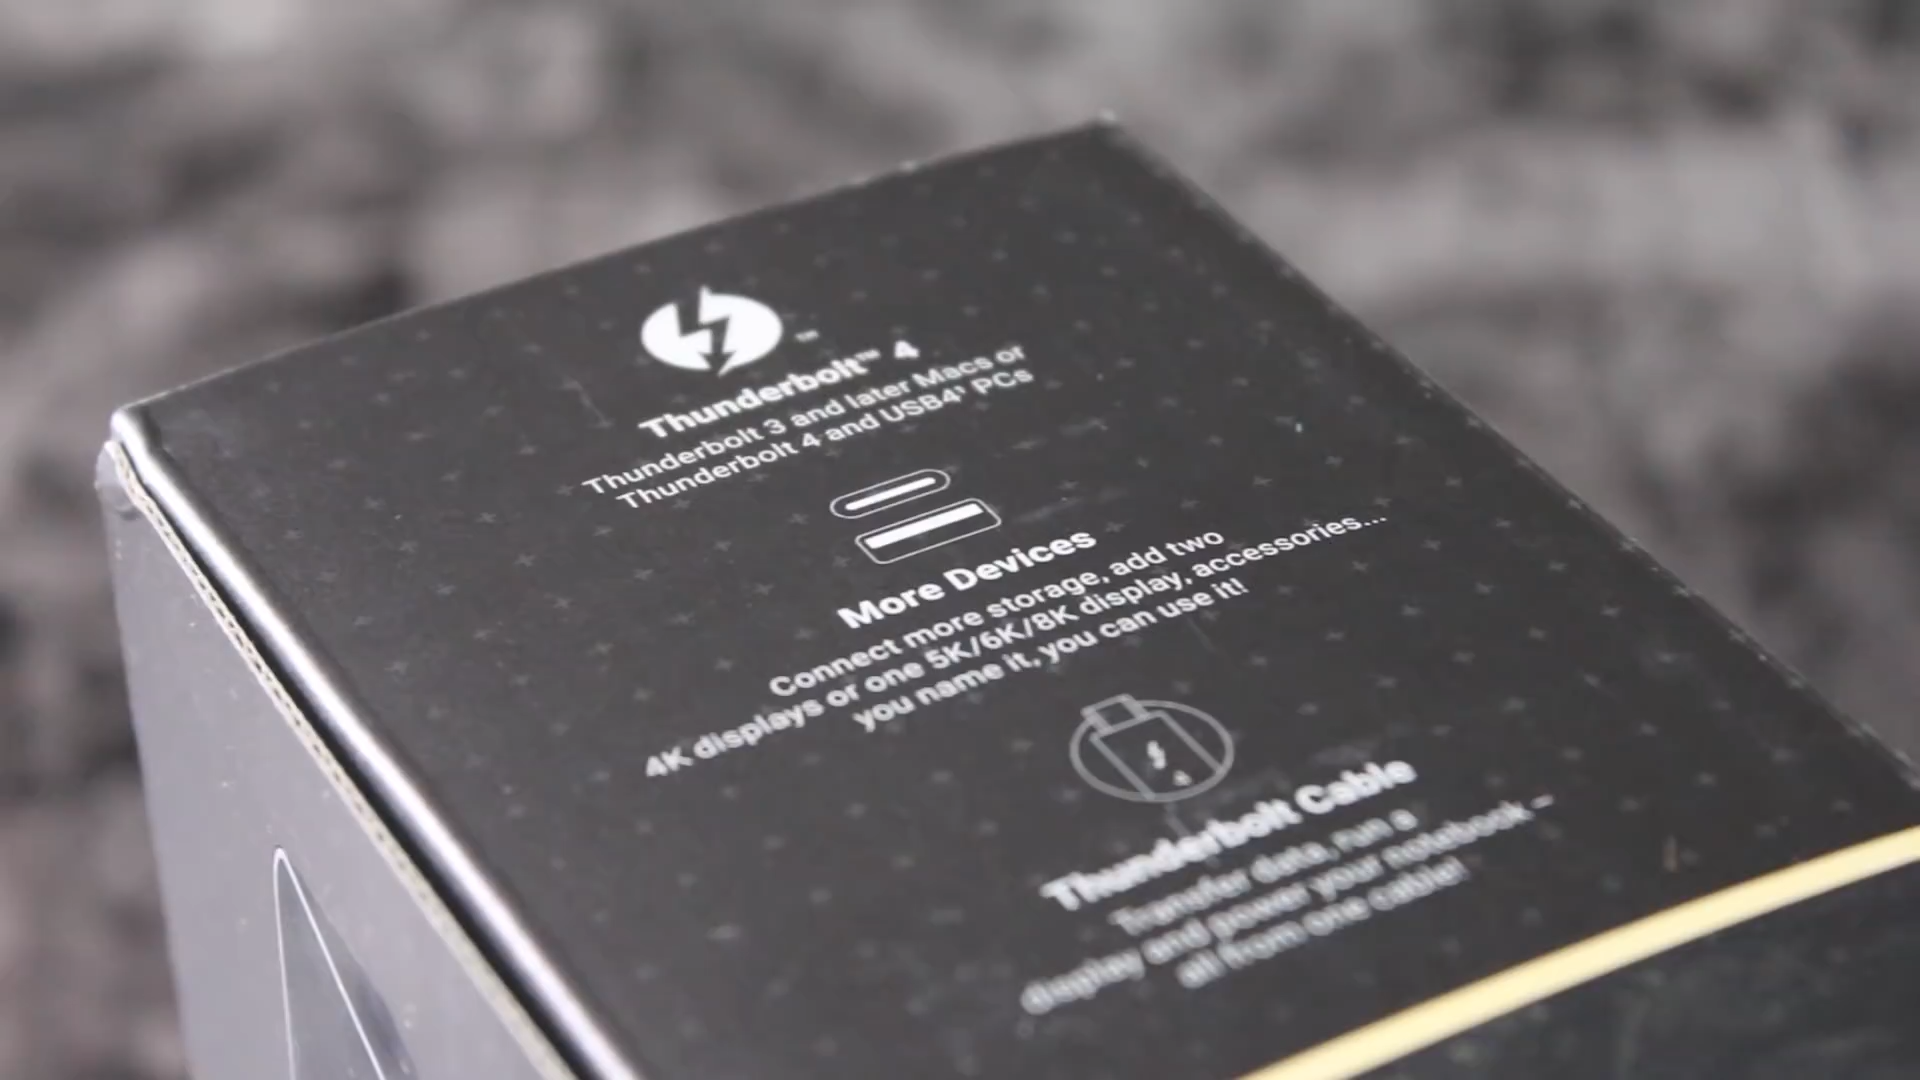 Thunderbolt™ 4
Thunderbolt 3 and later Macs or
Thunderbolt 4 and USB4¹ PCs
More Devices
Connect more storage, add two
4K displays or one 5K/6K/8K display, accessories...
you name it, you can use it!
Thunderbolt Cable
Transfer data, run a
display and power your notebook –
all from one cable!